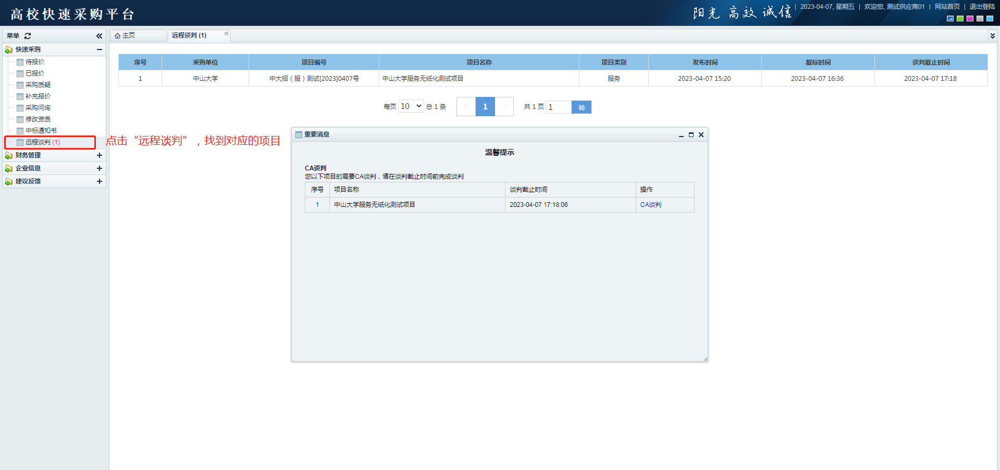 高校快速采购平台
阳光 高效 诚信
| 2023-04-07, 星期五 | 欢迎您, 测试供应商01 | 网站首页 | 退出登陆
菜单
主页
远程谈判 (1)
快速采购
待报价
已报价
采购质疑
补充报价
采购问询
修改资质
中标通知书
远程谈判 (1)
财务管理
企业信息
建议反馈
点击“远程谈判”，找到对应的项目
序号 采购单位 项目编号 项目名称 项目类别 发布时间 截标时间 谈判截止时间
1 中山大学 中大招（服）测试[2023]0407号 中山大学服务无纸化测试项目 服务 2023-04-07 15:20 2023-04-07 16:36 2023-04-07 17:18
每页 10 总 1 条 1 共 1 页 1 转
重要消息
温馨提示
CA谈判
您以下项目的需要CA谈判，请在谈判截止时间前完成谈判
序号 项目名称 谈判截止时间 操作
1 中山大学服务无纸化测试项目 2023-04-07 17:18:06 CA谈判